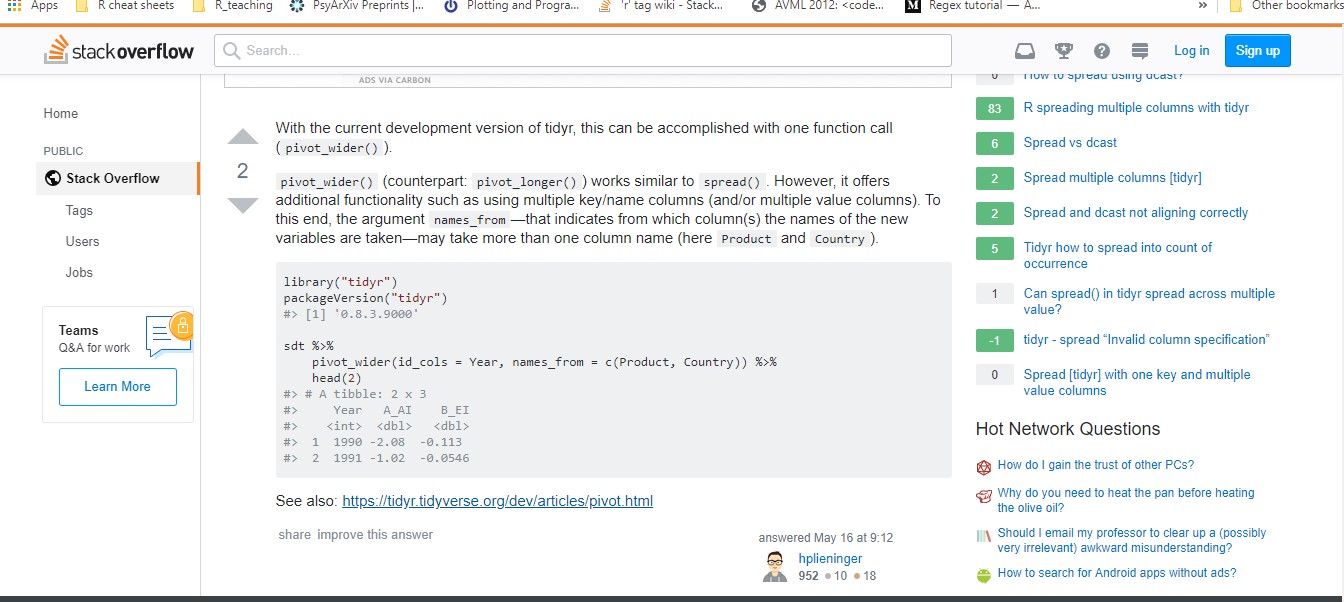 Apps R cheat sheets R_teaching PsyArXiv Preprints |... Plotting and Progra... 'r' tag wiki - Stack... AVML 2012: <code... M Regex tutorial — A... » Other bookmarks
stackoverflow Search... Log in Sign up
ADS VIA CARBON
Home
PUBLIC
Stack Overflow
Tags
Users
Jobs
Teams
Q&A for work
Learn More
2
With the current development version of tidyr, this can be accomplished with one function call
( pivot_wider() ).
pivot_wider() (counterpart: pivot_longer() ) works similar to spread() . However, it offers
additional functionality such as using multiple key/name columns (and/or multiple value columns). To
this end, the argument names_from —that indicates from which column(s) the names of the new
variables are taken—may take more than one column name (here Product and Country ).
library("tidyr")
packageVersion("tidyr")
#> [1] '0.8.3.9000'
sdt %>%
pivot_wider(id_cols = Year, names_from = c(Product, Country)) %>%
head(2)
#> # A tibble: 2 x 3
#> Year A_AI B_EI
#> <int> <dbl> <dbl>
#> 1 1990 -2.08 -0.113
#> 2 1991 -1.02 -0.0546
See also: https://tidyr.tidyverse.org/dev/articles/pivot.html
share improve this answer
answered May 16 at 9:12
hplieninger
952 10 18
0 How to spread using dcast?
83 R spreading multiple columns with tidyr
6 Spread vs dcast
2 Spread multiple columns [tidyr]
2 Spread and dcast not aligning correctly
5 Tidyr how to spread into count of
occurrence
1 Can spread() in tidyr spread across multiple
value?
-1 tidyr - spread “Invalid column specification”
0 Spread [tidyr] with one key and multiple
value columns
Hot Network Questions
How do I gain the trust of other PCs?
Why do you need to heat the pan before heating
the olive oil?
Should I email my professor to clear up a (possibly
very irrelevant) awkward misunderstanding?
How to search for Android apps without ads?